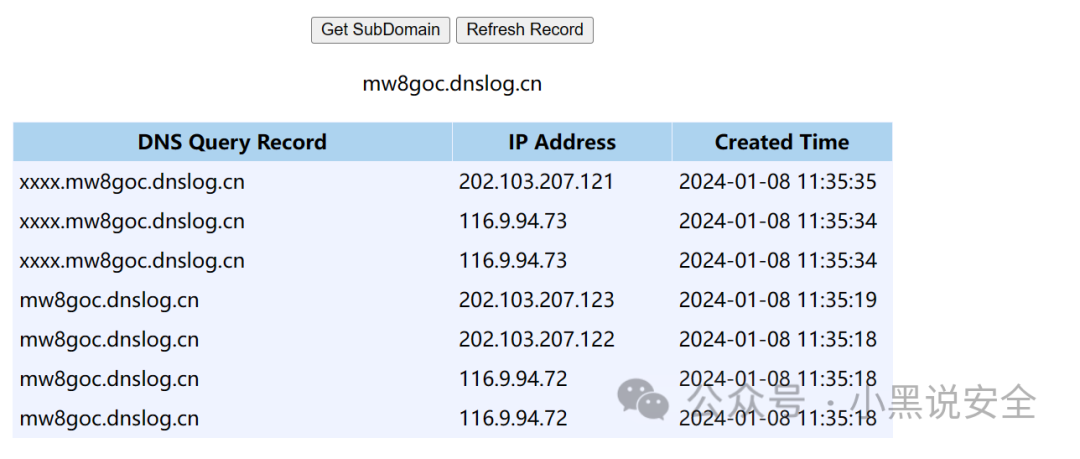 Get SubDomain Refresh Record
mw8goc.dnslog.cn
DNS Query Record IP Address Created Time
xxxx.mw8goc.dnslog.cn 202.103.207.121 2024-01-08 11:35:35
xxxx.mw8goc.dnslog.cn 116.9.94.73 2024-01-08 11:35:34
xxxx.mw8goc.dnslog.cn 116.9.94.73 2024-01-08 11:35:34
mw8goc.dnslog.cn 202.103.207.123 2024-01-08 11:35:19
mw8goc.dnslog.cn 202.103.207.122 2024-01-08 11:35:18
mw8goc.dnslog.cn 116.9.94.72 2024-01-08 11:35:18
公众号 · 小黑说安全
mw8goc.dnslog.cn 116.9.94.72 2024-01-08 11:35:18